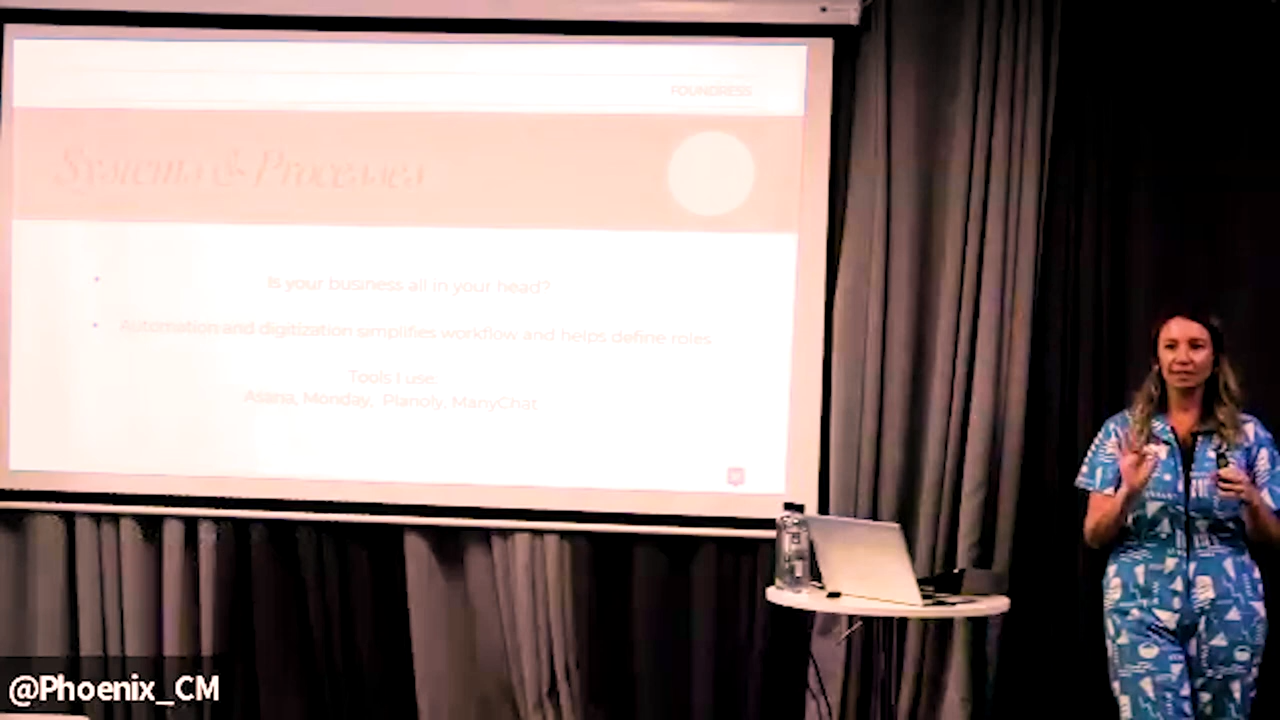 FOUNDRESS
Systems & Processes
Is your business all in your head?
Automation and digitization simplifies workflow and helps define roles
Tools I use:
Asana, Monday, Planoly, ManyChat
@Phoenix_CM